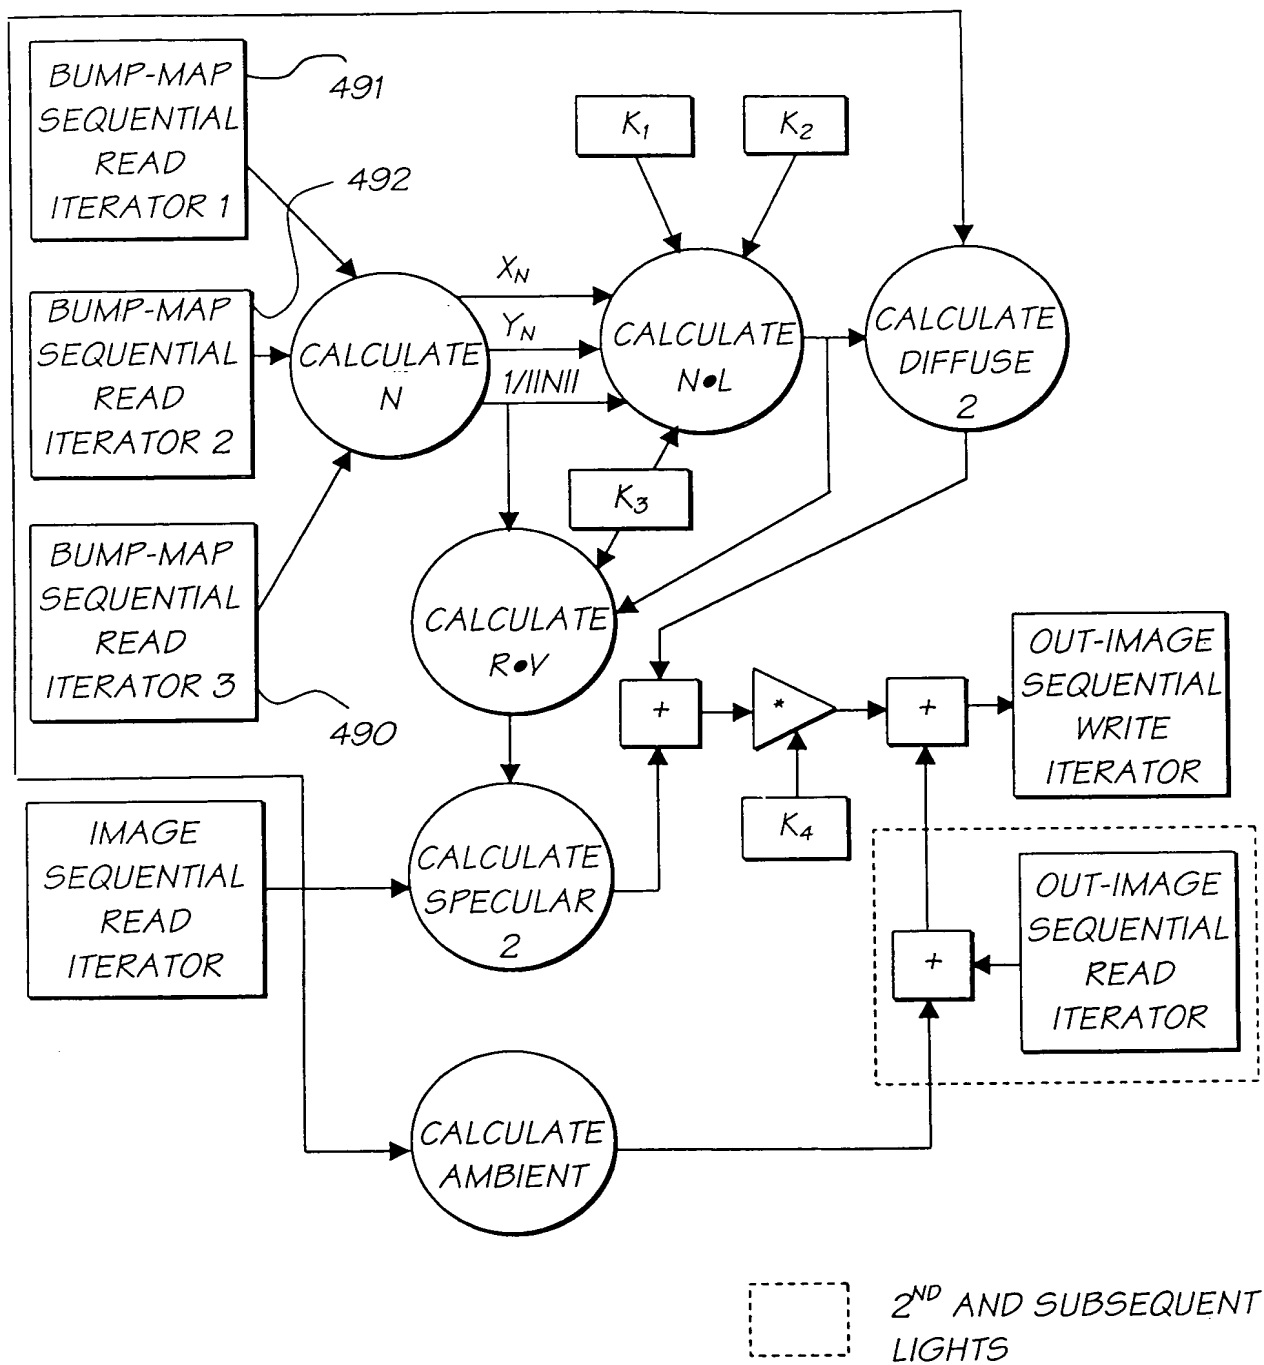 BUMP-MAP
SEQUENTIAL
READ
ITERATOR 1
491
K1
K2
492
BUMP-MAP
SEQUENTIAL
READ
ITERATOR 2
CALCULATE
N
XN
YN
1/||N||
CALCULATE
N•L
CALCULATE
DIFFUSE
2
K3
BUMP-MAP
SEQUENTIAL
READ
ITERATOR 3
490
CALCULATE
R•V
+
*
+
OUT-IMAGE
SEQUENTIAL
WRITE
ITERATOR
K4
IMAGE
SEQUENTIAL
READ
ITERATOR
CALCULATE
SPECULAR
2
+
OUT-IMAGE
SEQUENTIAL
READ
ITERATOR
CALCULATE
AMBIENT
2ND AND SUBSEQUENT
LIGHTS